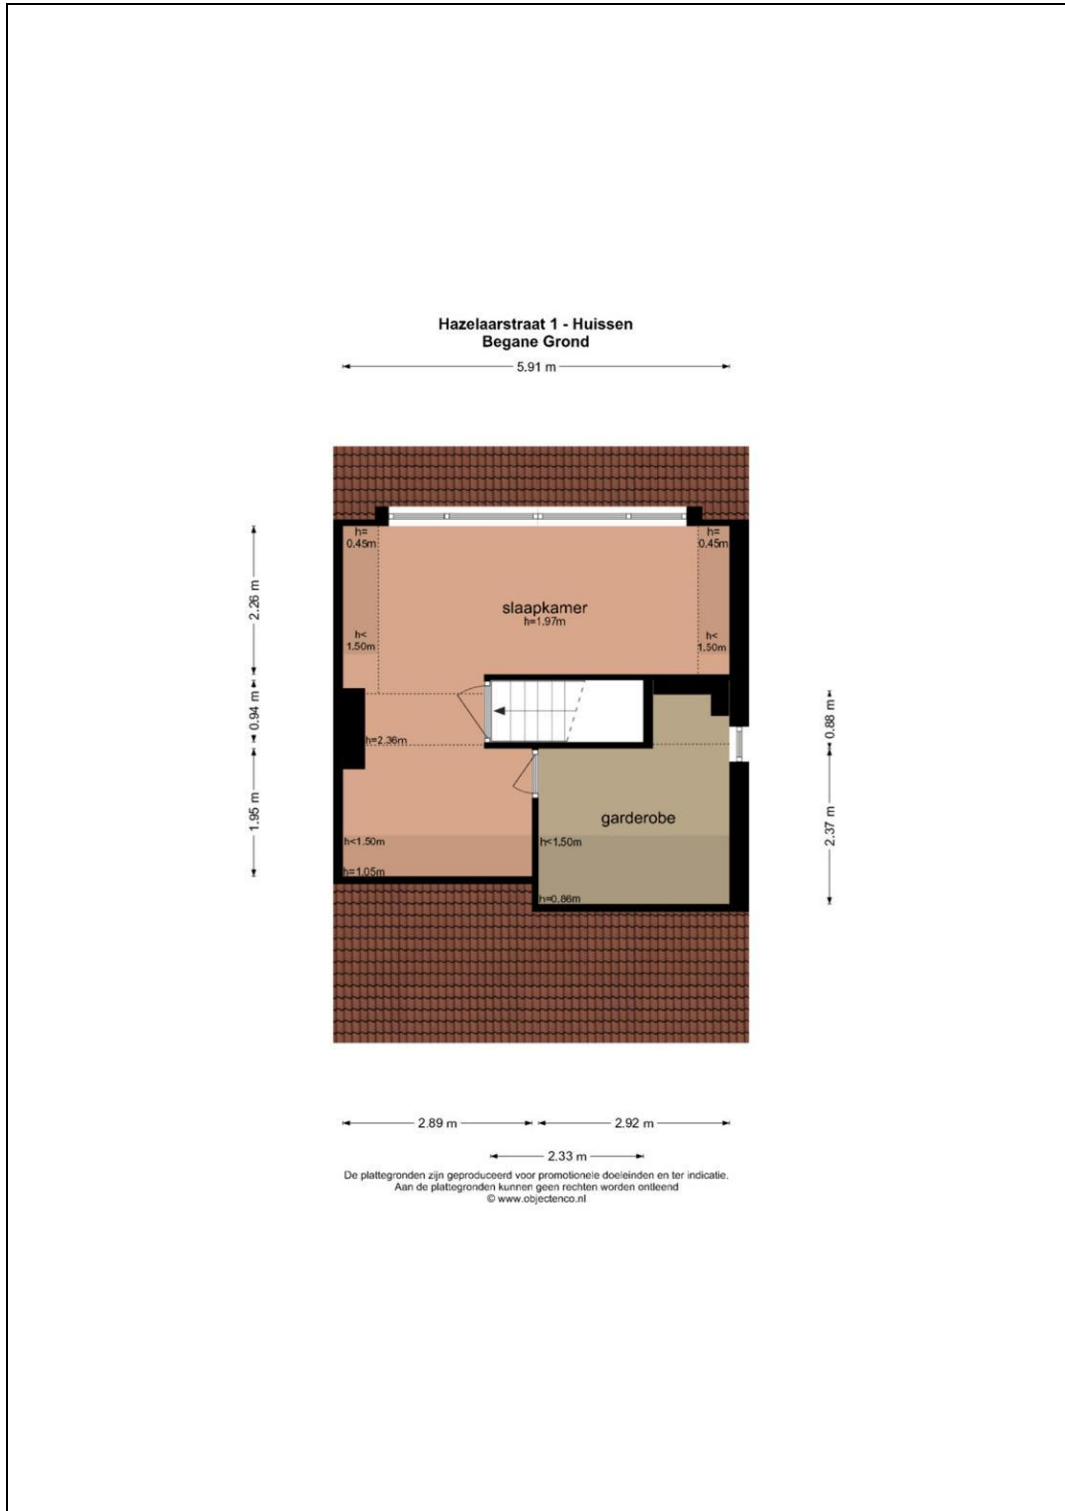 Hazelaarstraat 1 - Huissen
Begane Grond
5.91 m
h=
0.45m
h=
0.45m
2.26 m
slaapkamer
h=1.97m
h<
1.50m
h<
1.50m
0.94 m
0.88 m
h=2.36m
1.95 m
garderobe
2.37 m
h<1.50m
h<1.50m
h=1.05m
h=0.86m
2.89 m
2.92 m
2.33 m
De plattegronden zijn geproduceerd voor promotionele doeleinden en ter indicatie.
Aan de plattegronden kunnen geen rechten worden ontleend
© www.objectenco.nl